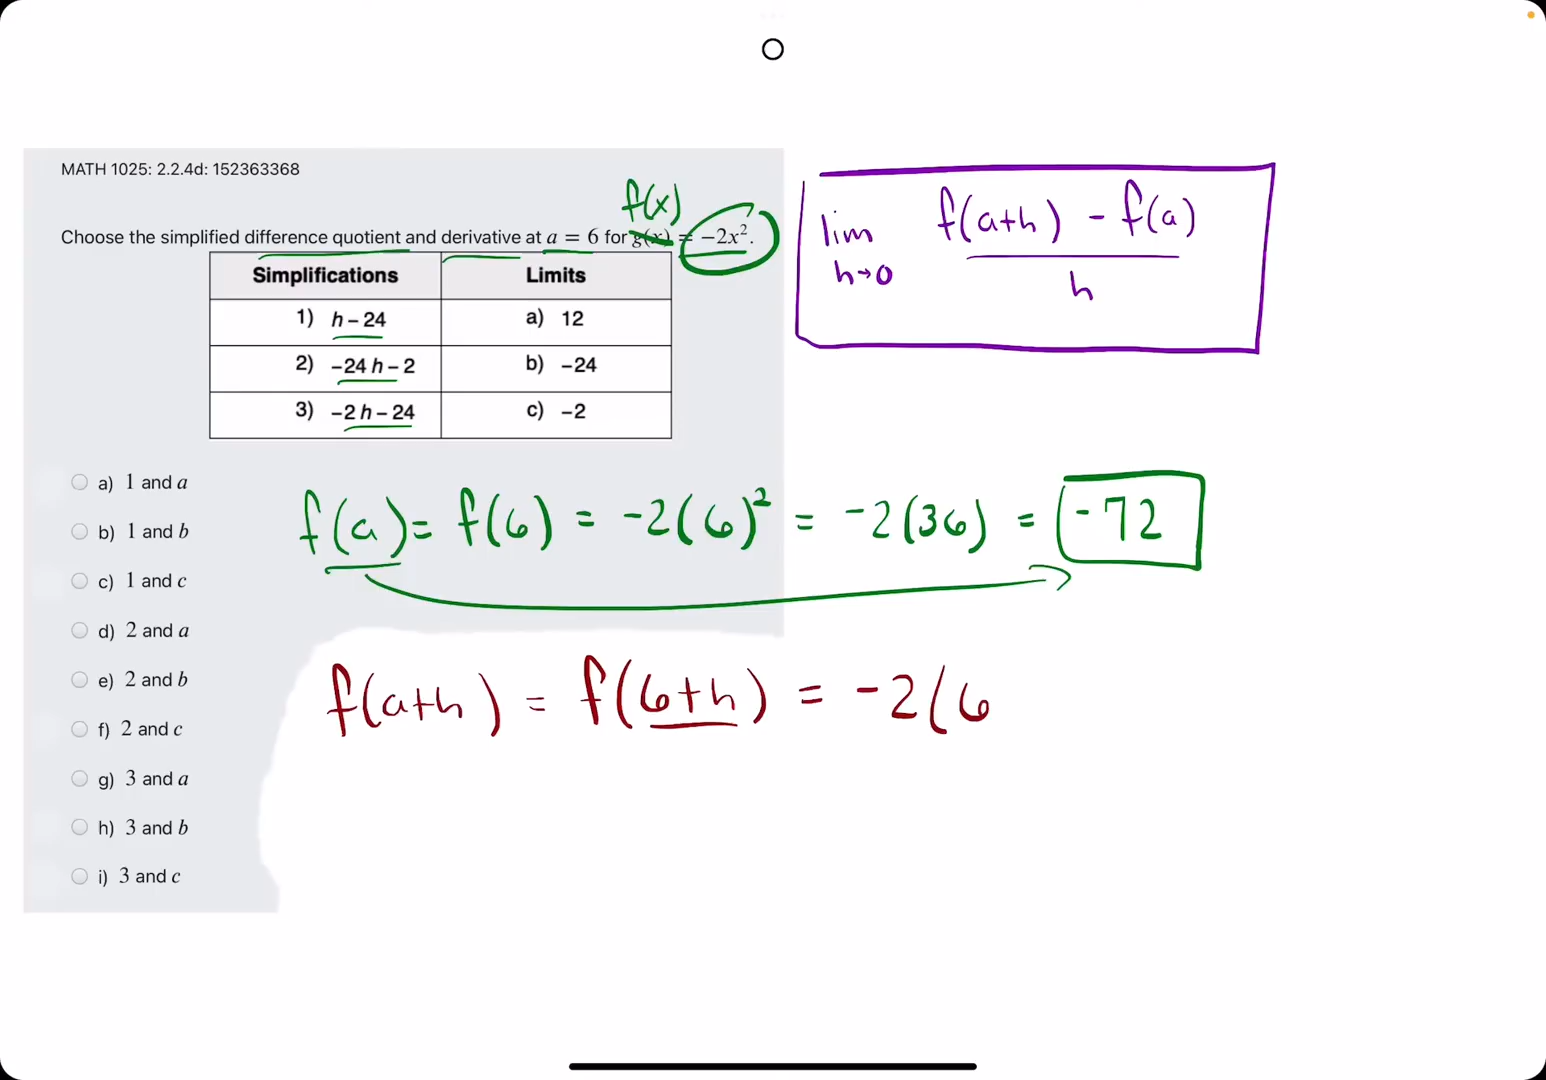 MATH 1025: 2.2.4d: 152363368
f(x)
Choose the simplified difference quotient and derivative at a = 6 for g(x) = −2x².
Simplifications Limits
1) h − 24 a) 12
2) −24 h − 2 b) −24
3) −2 h − 24 c) −2
lim h→0 f(a+h) - f(a) / h
a) 1 and a
b) 1 and b
c) 1 and c
d) 2 and a
e) 2 and b
f) 2 and c
g) 3 and a
h) 3 and b
i) 3 and c
f(a) = f(6) = -2(6)² = -2(36) = -72
f(a+h) = f(6+h) = -2(6